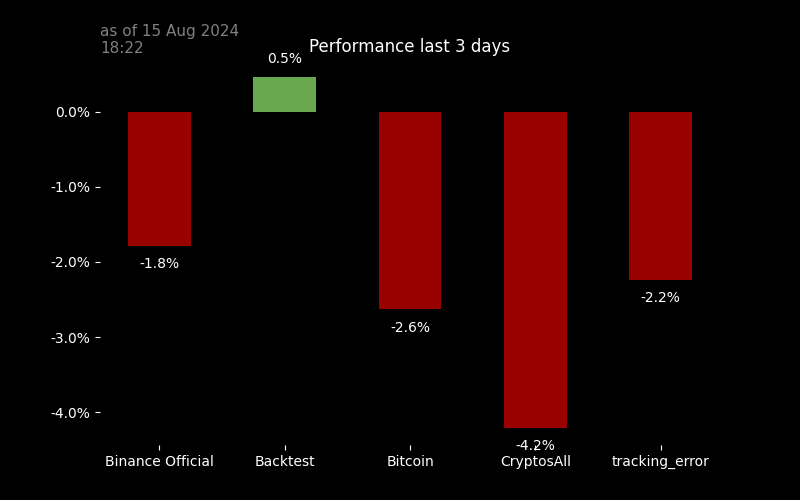 as of 15 Aug 2024
18:22
Performance last 3 days
0.5%
0.0%
-1.0%
-2.0%
-3.0%
-4.0%
-1.8%
-2.6%
-4.2%
-2.2%
Binance Official
Backtest
Bitcoin
CryptosAll
tracking_error